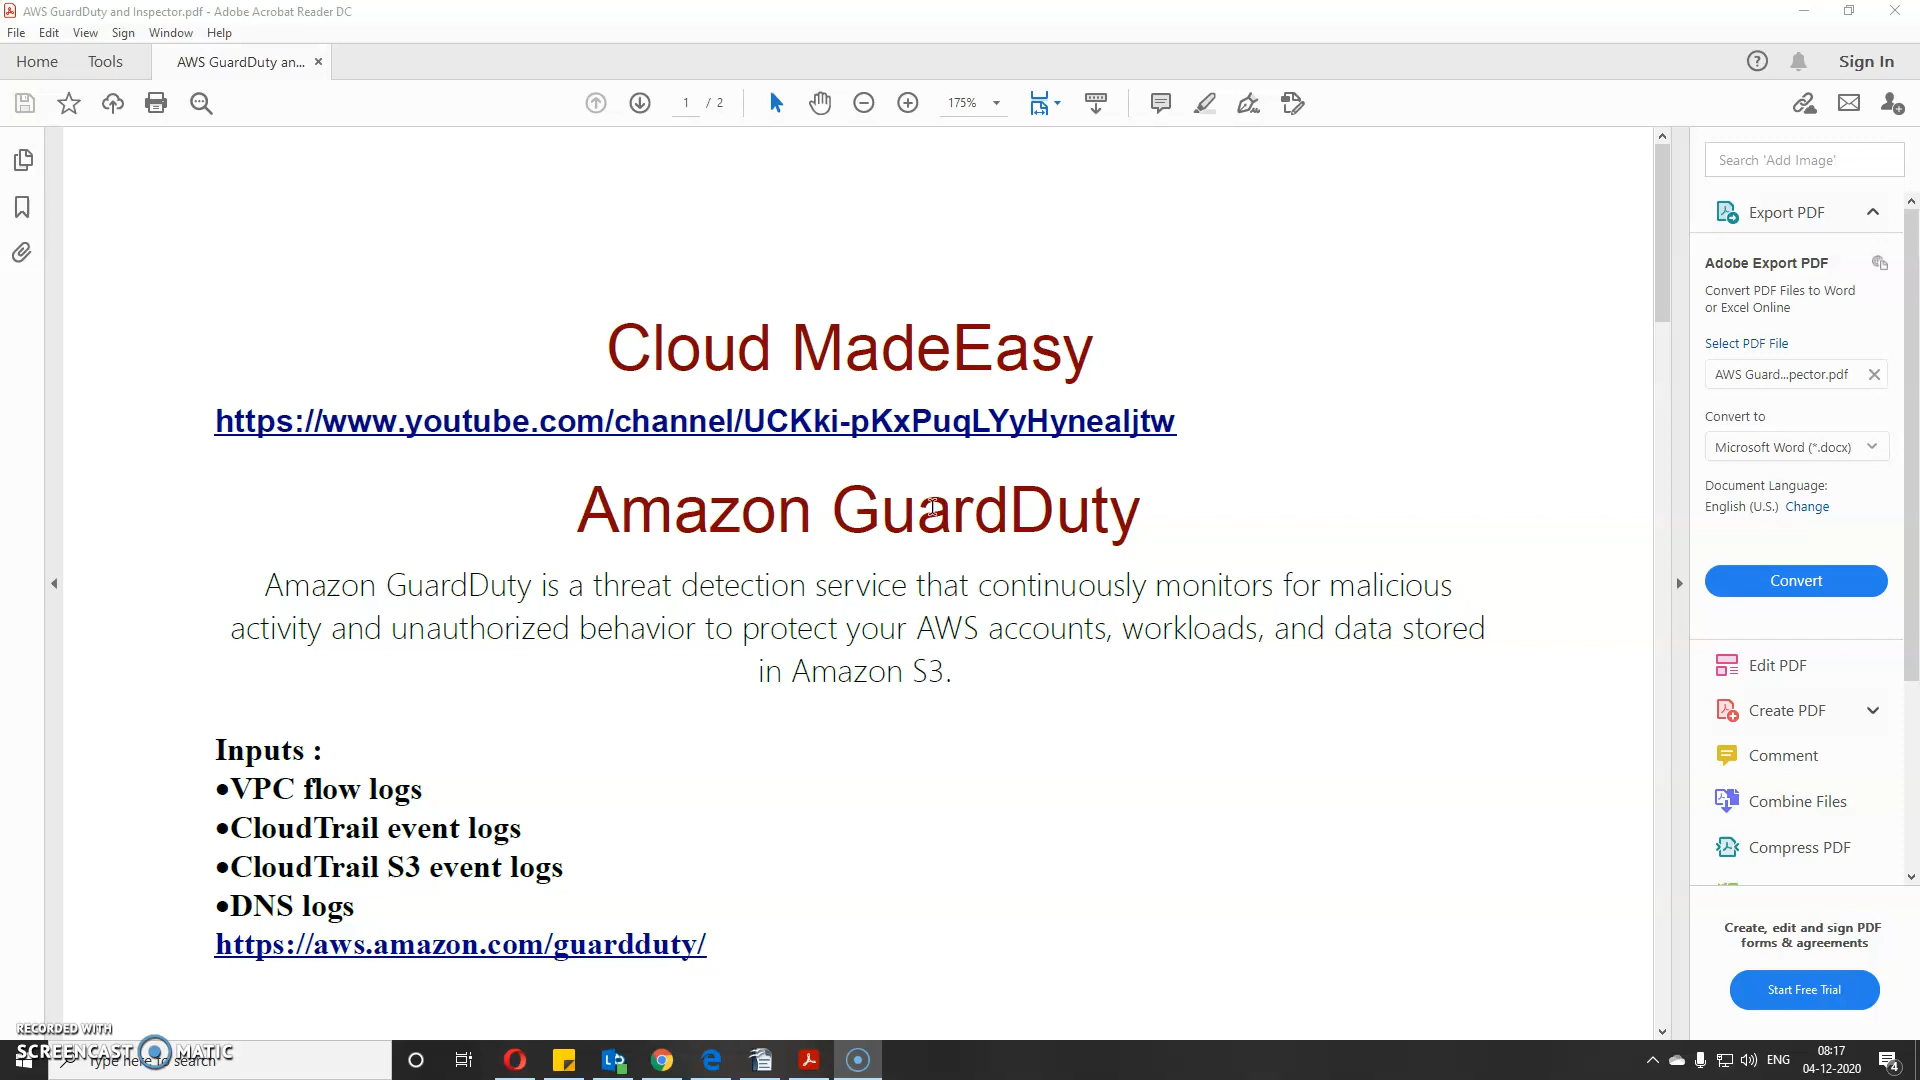 AWS GuardDuty and Inspector.pdf - Adobe Acrobat Reader DC
File Edit View Sign Window Help
Home Tools AWS GuardDuty an... Sign In
1 / 2 175%
Search 'Add Image'
Export PDF
Adobe Export PDF
Convert PDF Files to Word
or Excel Online
Select PDF File
AWS Guard...pector.pdf
Convert to
Microsoft Word (*.docx)
Document Language:
English (U.S.) Change
Convert
Edit PDF
Create PDF
Comment
Combine Files
Compress PDF
Create, edit and sign PDF
forms & agreements
Start Free Trial
Cloud MadeEasy
https://www.youtube.com/channel/UCKki-pKxPuqLYyHynealjtw
Amazon GuardDuty
Amazon GuardDuty is a threat detection service that continuously monitors for malicious
activity and unauthorized behavior to protect your AWS accounts, workloads, and data stored
in Amazon S3.
Inputs :
•VPC flow logs
•CloudTrail event logs
•CloudTrail S3 event logs
•DNS logs
https://aws.amazon.com/guardduty/
RECORDED WITH
SCREENCAST MATIC
Type here to search
ENG
08:17
04-12-2020
4